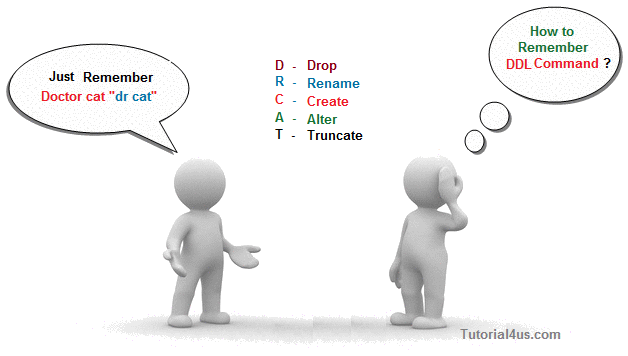 Just Remember
Doctor cat "dr cat"
D - Drop
R - Rename
C - Create
A - Alter
T - Truncate
How to
Remember
DDL Command ?
Tutorial4us.com